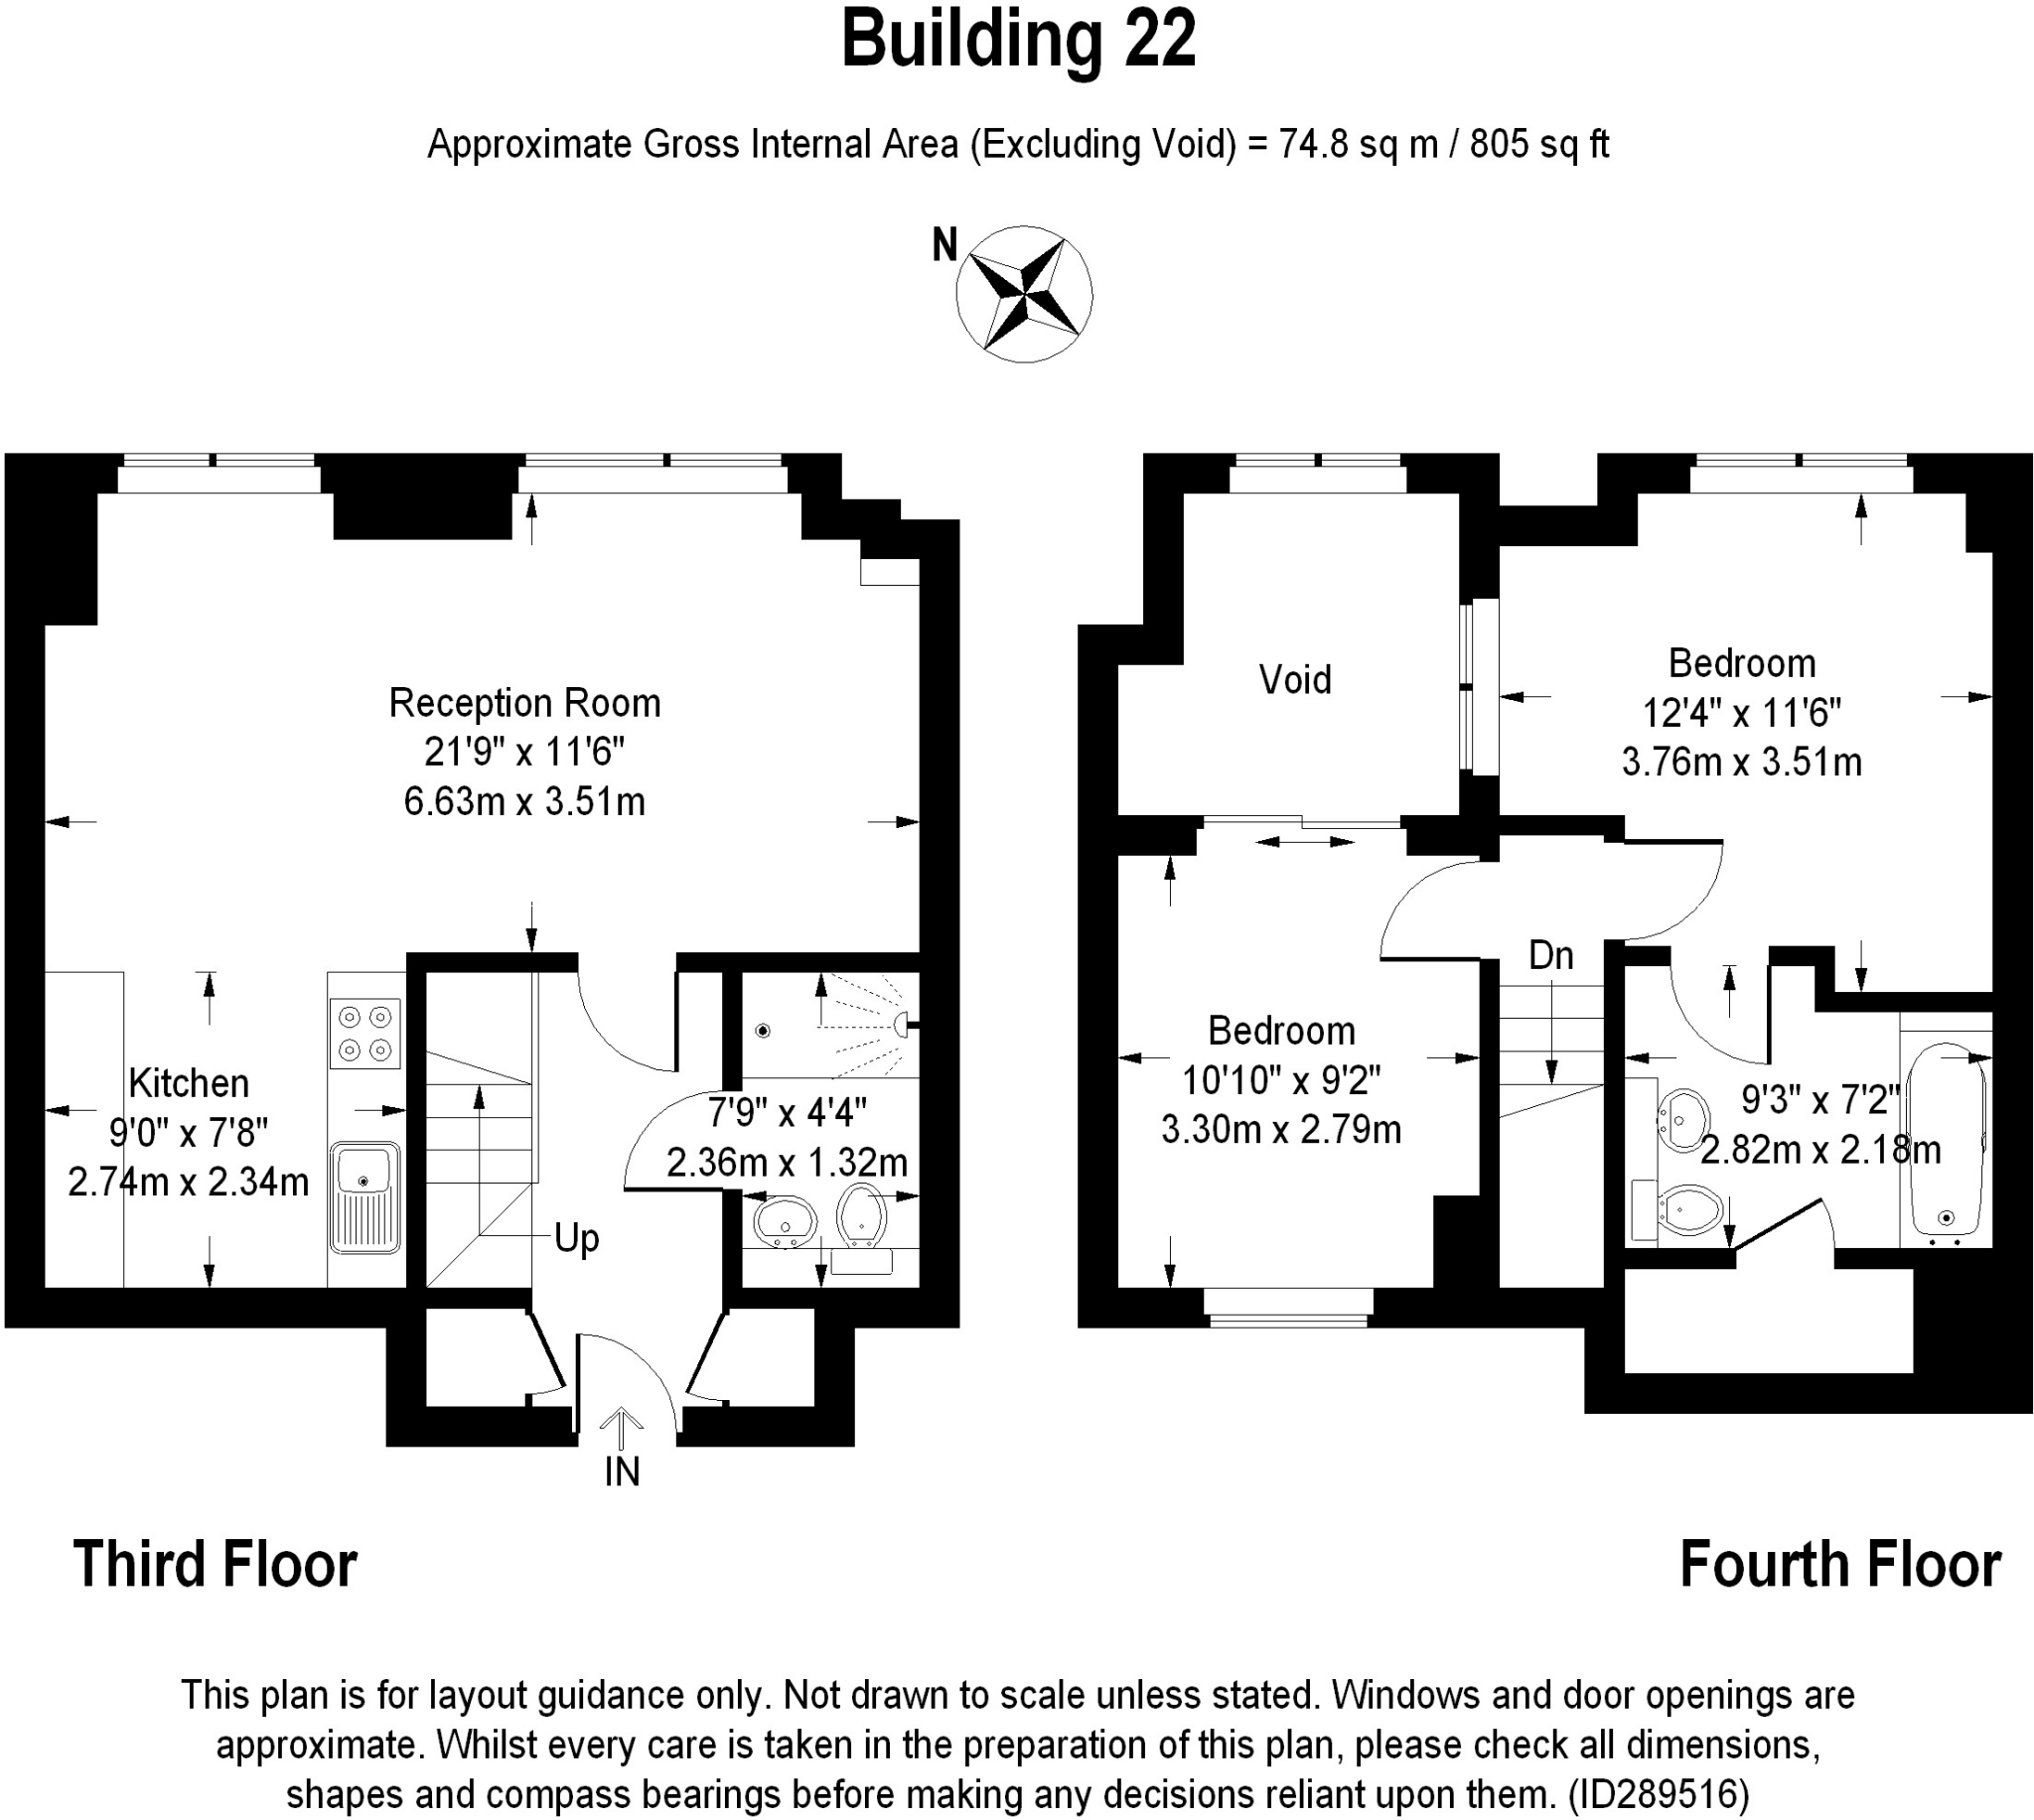 Building 22
Approximate Gross Internal Area (Excluding Void) = 74.8 sq m / 805 sq ft
N
Reception Room
21'9" x 11'6"
6.63m x 3.51m
Kitchen
9'0" x 7'8"
2.74m x 2.34m
Up
7'9" x 4'4"
2.36m x 1.32m
IN
Third Floor
Void
Bedroom
12'4" x 11'6"
3.76m x 3.51m
Dn
Bedroom
10'10" x 9'2"
3.30m x 2.79m
9'3" x 7'2"
2.82m x 2.18m
Fourth Floor
This plan is for layout guidance only. Not drawn to scale unless stated. Windows and door openings are
approximate. Whilst every care is taken in the preparation of this plan, please check all dimensions,
shapes and compass bearings before making any decisions reliant upon them. (ID289516)